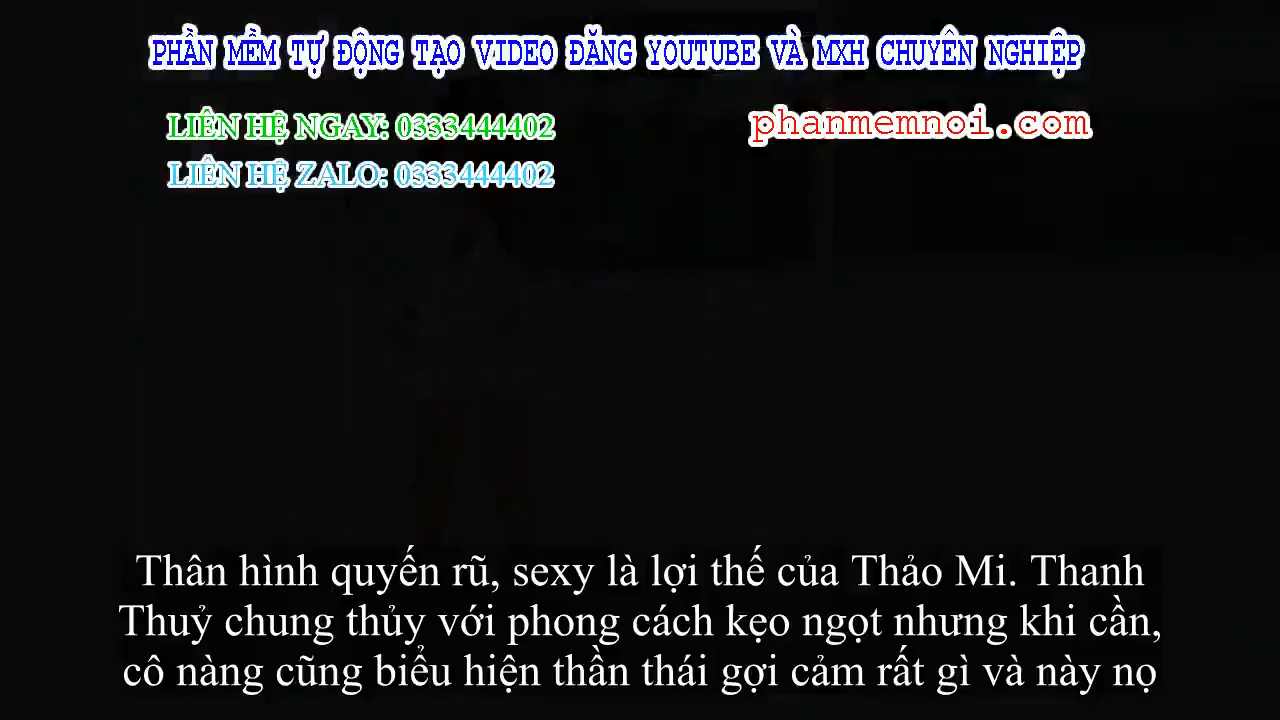 PHẦN MỀM TỰ ĐỘNG TẠO VIDEO ĐĂNG YOUTUBE VÀ MXH CHUYÊN NGHIỆP
LIÊN HỆ NGAY: 0333444402
phanmemnoi.com
LIÊN HỆ ZALO: 0333444402
Thân hình quyến rũ, sexy là lợi thế của Thảo Mi. Thanh
Thuỷ chung thủy với phong cách kẹo ngọt nhưng khi cần,
cô nàng cũng biểu hiện thần thái gợi cảm rất gì và này nọ